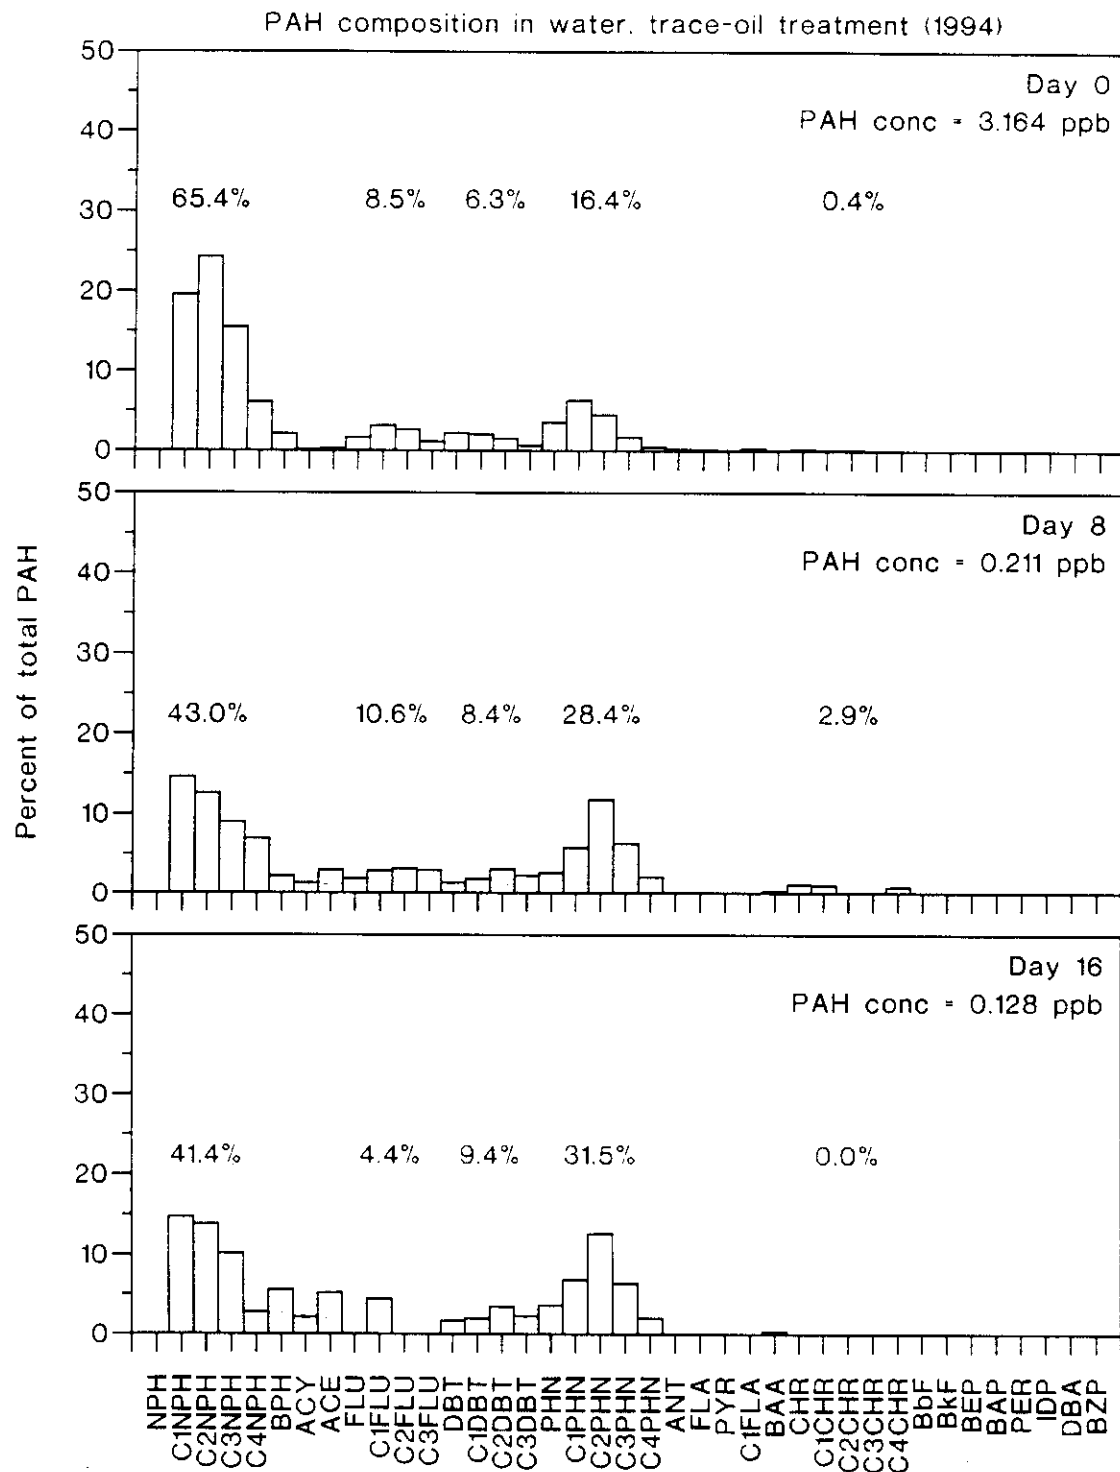 PAH composition in water. trace-oil treatment (1994)
Percent of total PAH
50
40
30
20
10
0
Day 0
PAH conc = 3.164 ppb
65.4% 8.5% 6.3% 16.4% 0.4%
50
40
30
20
10
0
Day 8
PAH conc = 0.211 ppb
43.0% 10.6% 8.4% 28.4% 2.9%
50
40
30
20
10
0
Day 16
PAH conc = 0.128 ppb
41.4% 4.4% 9.4% 31.5% 0.0%
NPH
C1NPH
C2NPH
C3NPH
C4NPH
BPH
ACY
ACE
FLU
C1FLU
C2FLU
C3FLU
DBT
C1DBT
C2DBT
C3DBT
PHN
C1PHN
C2PHN
C3PHN
C4PHN
ANT
FLA
PYR
C1FLA
BAA
CHR
C1CHR
C2CHR
C3CHR
C4CHR
BbF
BkF
BEP
BAP
PER
IDP
DBA
BZP